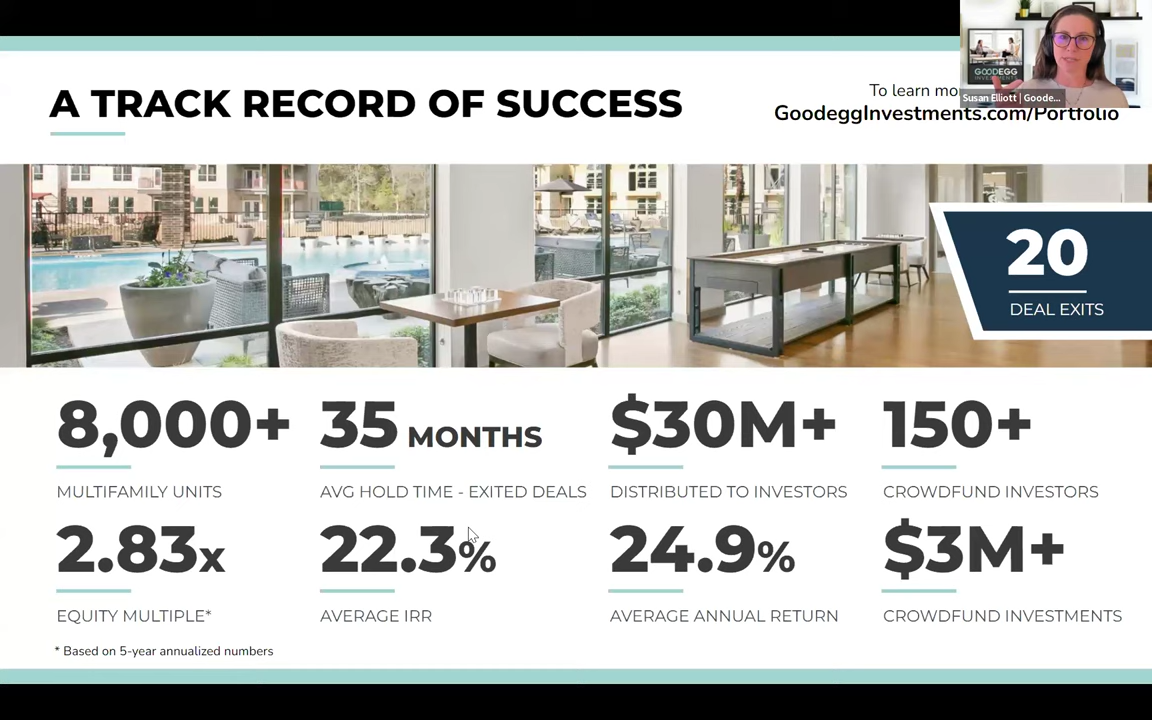 A TRACK RECORD OF SUCCESS
To learn mo
GoodeggInvestments.com/Portfolio
GOODEGG
INVESTMENTS
Susan Elliott | Goode...
20
DEAL EXITS
8,000+
MULTIFAMILY UNITS
35 MONTHS
AVG HOLD TIME - EXITED DEALS
$30M+
DISTRIBUTED TO INVESTORS
150+
CROWDFUND INVESTORS
2.83x
EQUITY MULTIPLE*
22.3%
AVERAGE IRR
24.9%
AVERAGE ANNUAL RETURN
$3M+
CROWDFUND INVESTMENTS
* Based on 5-year annualized numbers